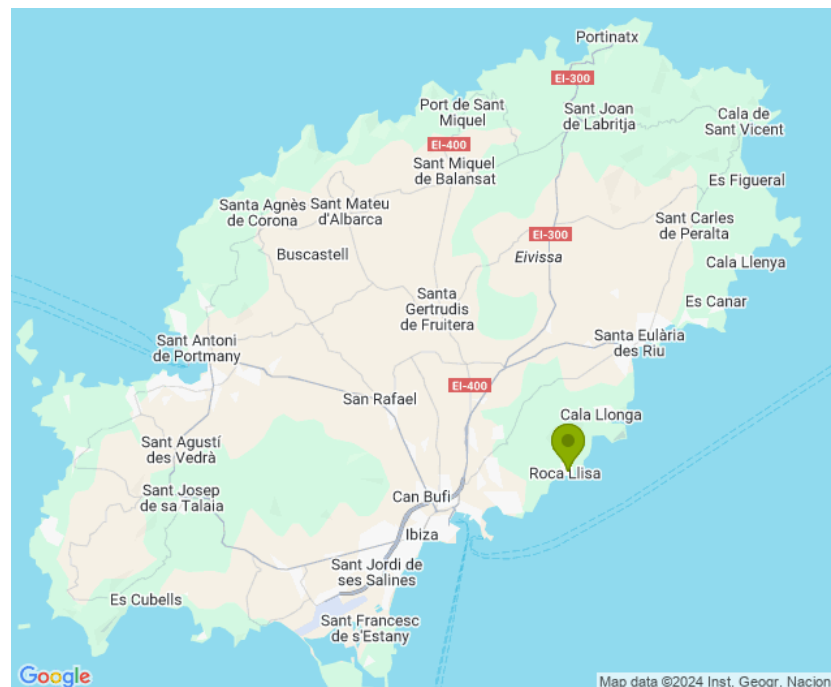 Portinatx
EI-300
Port de Sant
Miquel
Sant Joan
de Labritja
Cala de
Sant Vicent
EI-400
Sant Miquel
de Balansat
Es Figueral
Santa Agnès
de Corona
Sant Mateu
d'Albarca
Sant Carles
de Peralta
EI-300
Buscastell
Eivissa
Cala Llenya
Santa
Gertrudis
de Fruitera
Es Canar
Sant Antoni
de Portmany
Santa Eulària
des Riu
EI-400
San Rafael
Cala Llonga
Sant Agustí
des Vedrà
Roca Llisa
Sant Josep
de sa Talaia
Can Bufi
Ibiza
Sant Jordi de
ses Salines
Es Cubells
Sant Francesc
de s'Estany
Google
Map data ©2024 Inst. Geogr. Nacion